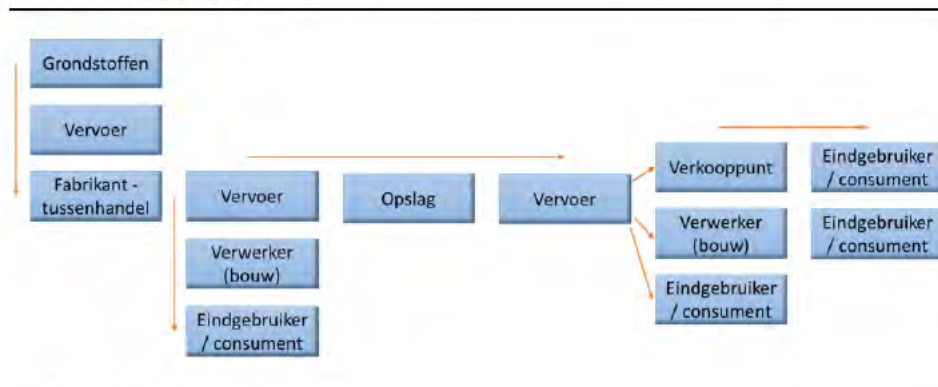 Grondstoffen
Vervoer
Fabrikant -
tussenhandel
Vervoer
Verwerker
(bouw)
Eindgebruiker
/ consument
Opslag
Vervoer
Verkooppunt
Verwerker
(bouw)
Eindgebruiker
/ consument
Eindgebruiker
/ consument
Eindgebruiker
/ consument